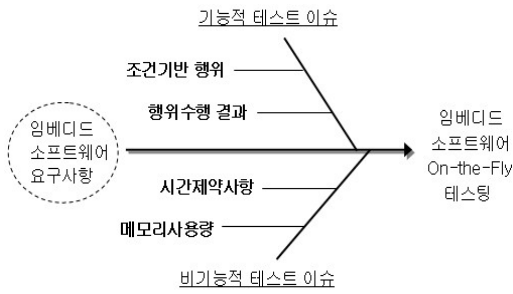 기능적 테스트 이슈
조건기반 행위
행위수행 결과
임베디드
소프트웨어
요구사항
임베디드
소프트웨어
On-the-Fly
테스팅
시간제약사항
메모리사용량
비기능적 테스트 이슈